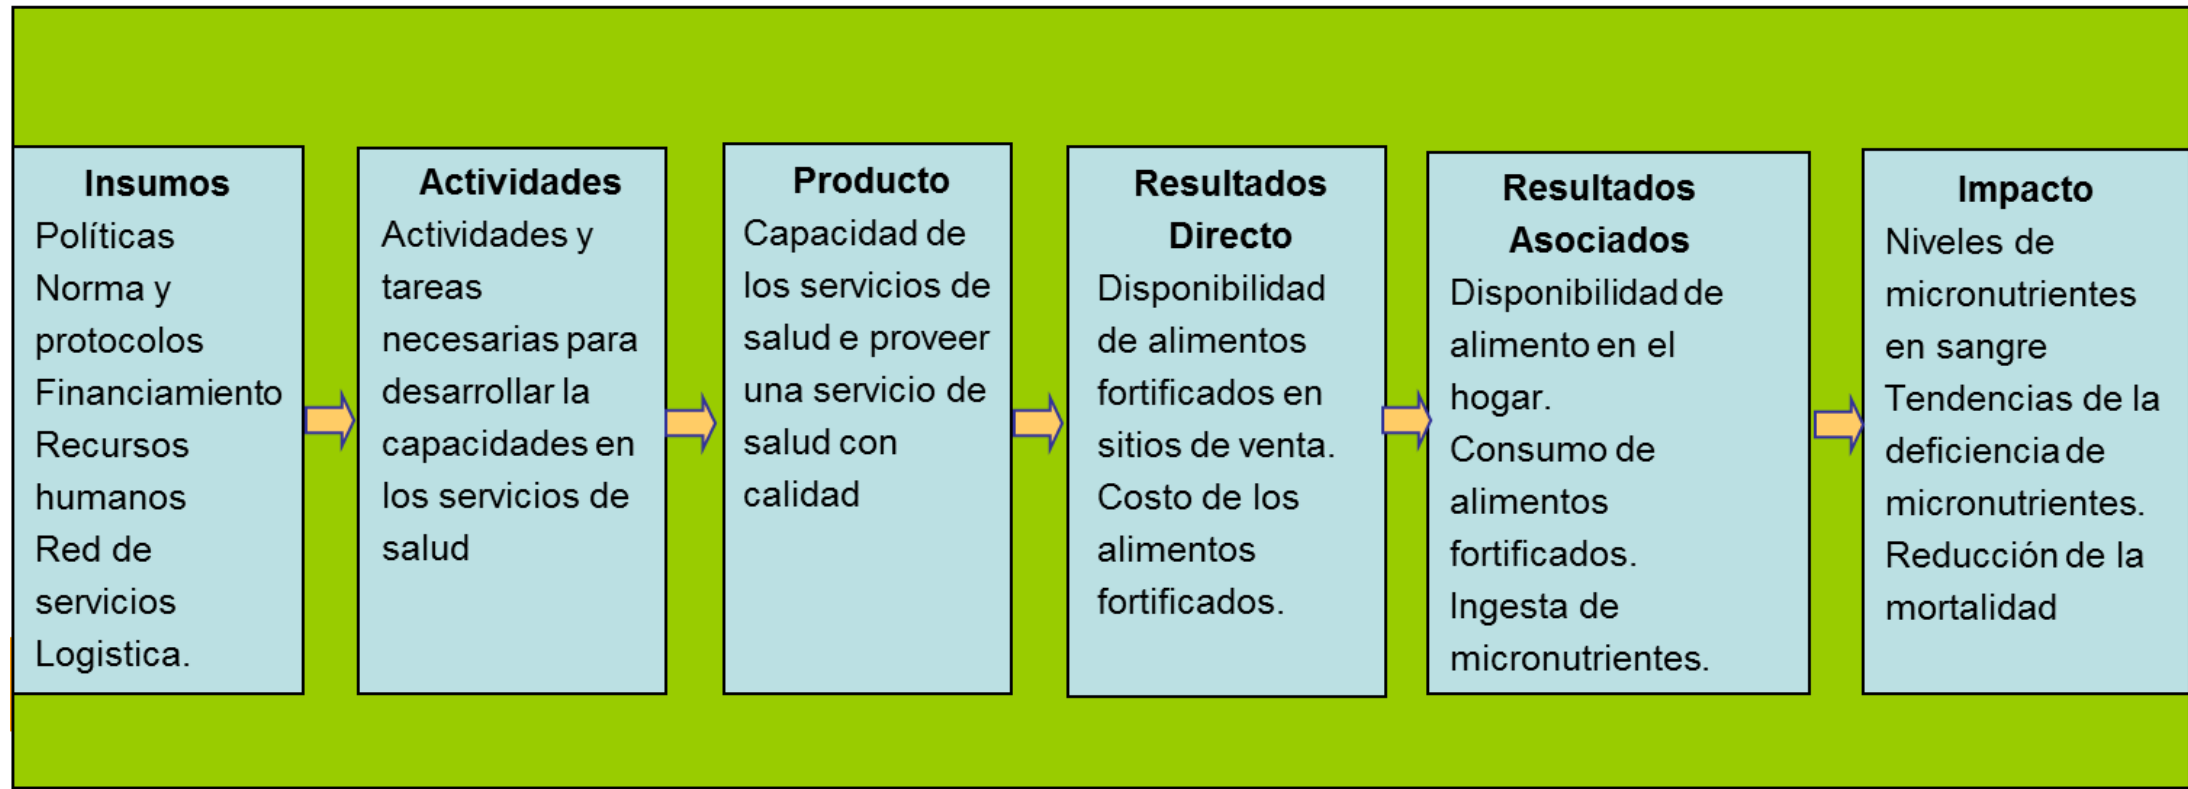 Insumos
Políticas
Norma y
protocolos
Financiamiento
Recursos
humanos
Red de
servicios
Logistica.
Actividades
Actividades y
tareas
necesarias para
desarrollar la
capacidades en
los servicios de
salud
Producto
Capacidad de
los servicios de
salud e proveer
una servicio de
salud con
calidad
Resultados
Directo
Disponibilidad
de alimentos
fortificados en
sitios de venta.
Costo de los
alimentos
fortificados.
Resultados
Asociados
Disponibilidad de
alimento en el
hogar.
Consumo de
alimentos
fortificados.
Ingesta de
micronutrientes.
Impacto
Niveles de
micronutrientes
en sangre
Tendencias de la
deficiencia de
micronutrientes.
Reducción de la
mortalidad